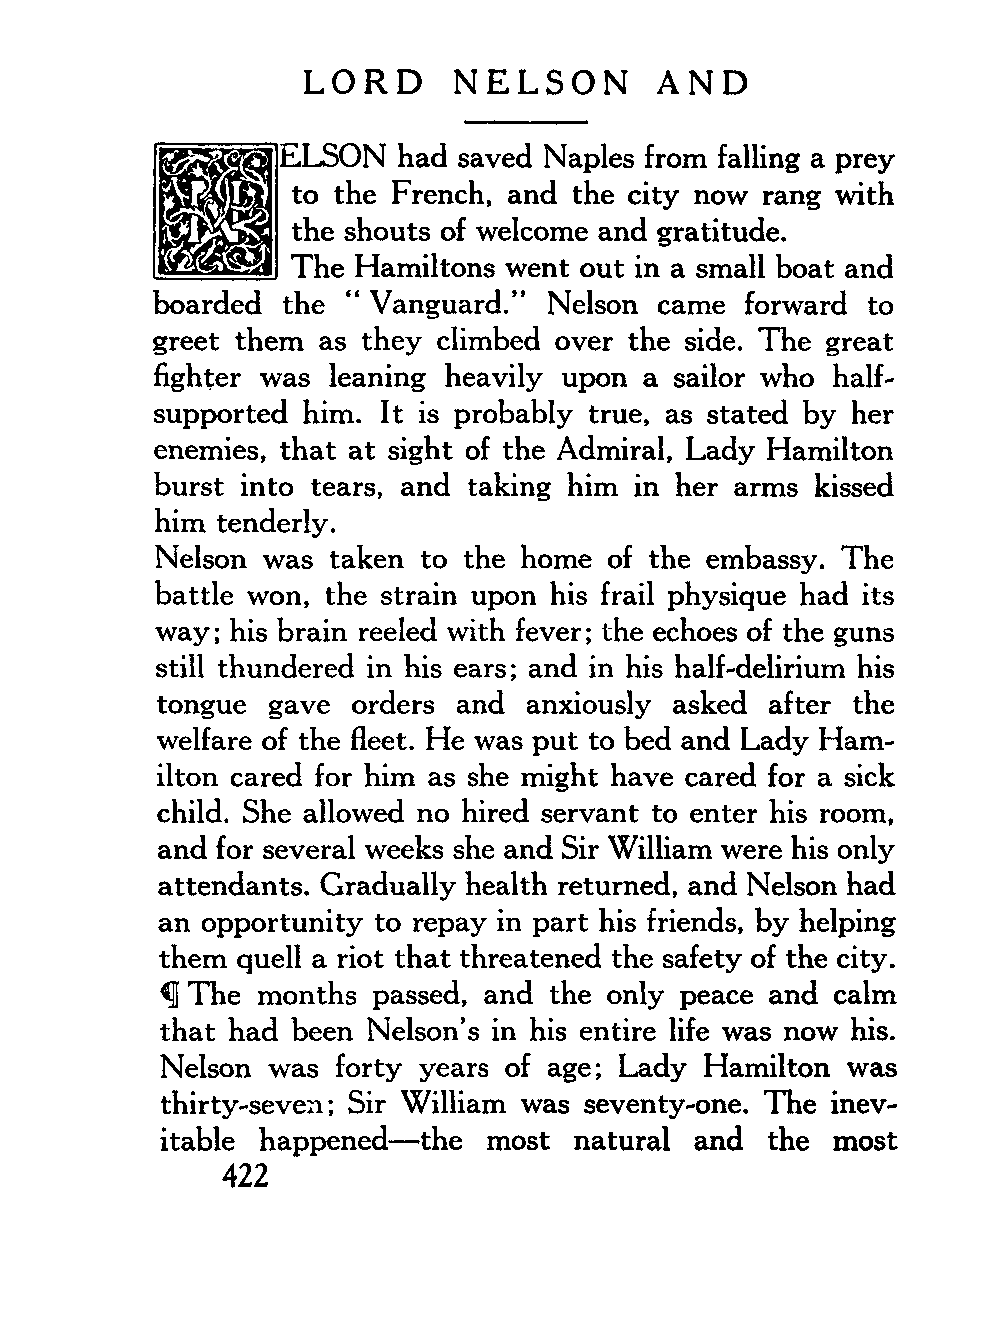 LORD NELSON AND
NELSON had saved Naples from falling a prey
to the French, and the city now rang with
the shouts of welcome and gratitude.
The Hamiltons went out in a small boat and
boarded the “ Vanguard.” Nelson came forward to
greet them as they climbed over the side. The great
fighter was leaning heavily upon a sailor who half-
supported him. It is probably true, as stated by her
enemies, that at sight of the Admiral, Lady Hamilton
burst into tears, and taking him in her arms kissed
him tenderly.
Nelson was taken to the home of the embassy. The
battle won, the strain upon his frail physique had its
way; his brain reeled with fever; the echoes of the guns
still thundered in his ears; and in his half-delirium his
tongue gave orders and anxiously asked after the
welfare of the fleet. He was put to bed and Lady Ham-
ilton cared for him as she might have cared for a sick
child. She allowed no hired servant to enter his room,
and for several weeks she and Sir William were his only
attendants. Gradually health returned, and Nelson had
an opportunity to repay in part his friends, by helping
them quell a riot that threatened the safety of the city.
¶ The months passed, and the only peace and calm
that had been Nelson's in his entire life was now his.
Nelson was forty years of age; Lady Hamilton was
thirty-seven; Sir William was seventy-one. The inev-
itable happened—the most natural and the most
422